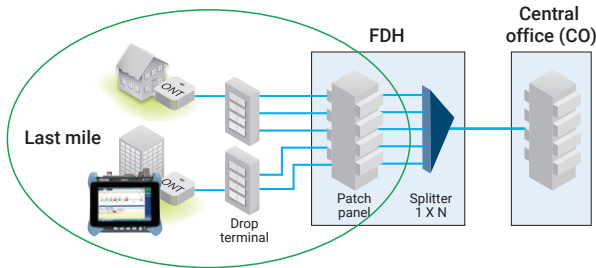 Central
office (CO)
FDH
ONT
Last mile
ONT
Drop
terminal
Patch
panel
Splitter
1 X N